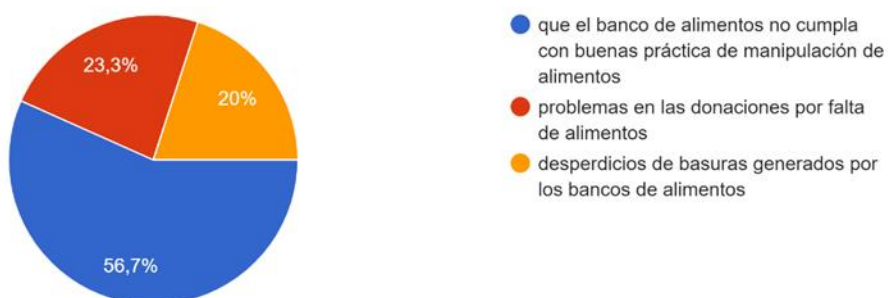 23,3%
20%
56,7%
que el banco de alimentos no cumpla
con buenas práctica de manipulación de
alimentos
problemas en las donaciones por falta
de alimentos
desperdicios de basuras generados por
los bancos de alimentos